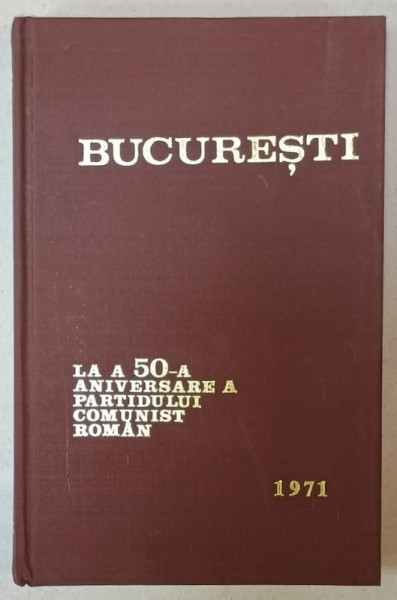 BUCUREȘTI
LA A 50-A
ANIVERSARE A
PARTIDULUI
COMUNIST
ROMÂN
1971